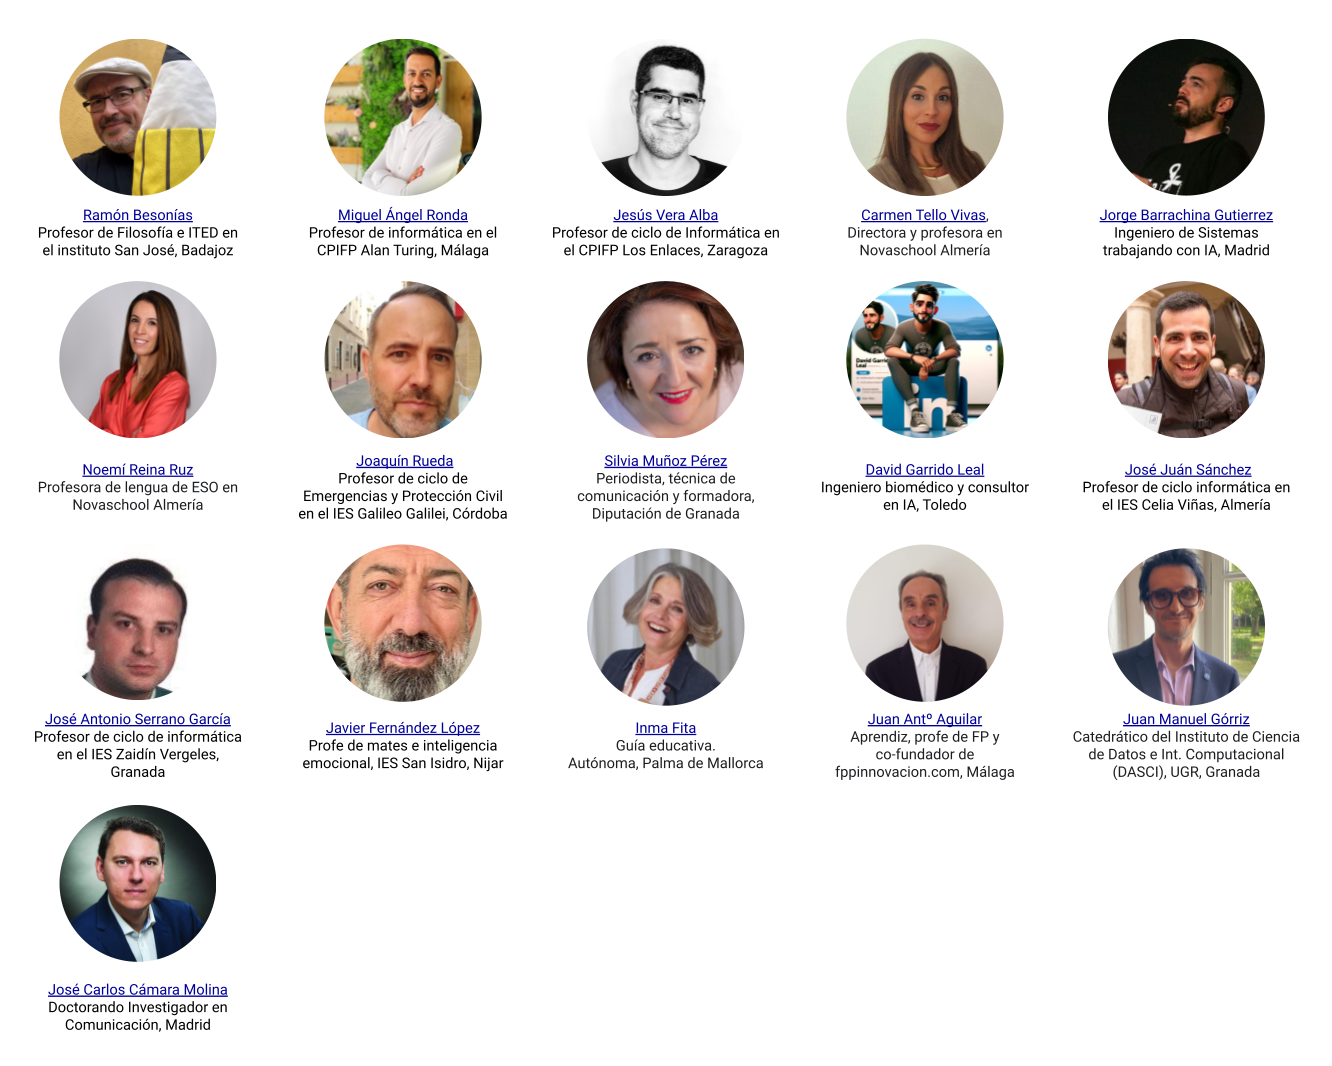 Ramón Besonías
Profesor de Filosofía e ITED en
el instituto San José, Badajoz
Miguel Ángel Ronda
Profesor de informática en el
CPIFP Alan Turing, Málaga
Jesús Vera Alba
Profesor de ciclo de Informática en
el CPIFP Los Enlaces, Zaragoza
Carmen Tello Vivas,
Directora y profesora en
Novaschool Almería
Jorge Barrachina Gutierrez
Ingeniero de Sistemas
trabajando con IA, Madrid
David Garrido
Leal
in
Noemí Reina Ruz
Profesora de lengua de ESO en
Novaschool Almería
Joaquín Rueda
Profesor de ciclo de
Emergencias y Protección Civil
en el IES Galileo Galilei, Córdoba
Silvia Muñoz Pérez
Periodista, técnica de
comunicación y formadora,
Diputación de Granada
David Garrido Leal
Ingeniero biomédico y consultor
en IA, Toledo
José Juán Sánchez
Profesor de ciclo informática en
el IES Celia Viñas, Almería
José Antonio Serrano García
Profesor de ciclo de informática
en el IES Zaidín Vergeles,
Granada
Javier Fernández López
Profe de mates e inteligencia
emocional, IES San Isidro, Nijar
Inma Fita
Guía educativa.
Autónoma, Palma de Mallorca
Juan Antº Aguilar
Aprendiz, profe de FP y
co-fundador de
fppinnovacion.com, Málaga
Juan Manuel Górriz
Catedrático del Instituto de Ciencia
de Datos e Int. Computacional
(DASCI), UGR, Granada
José Carlos Cámara Molina
Doctorando Investigador en
Comunicación, Madrid